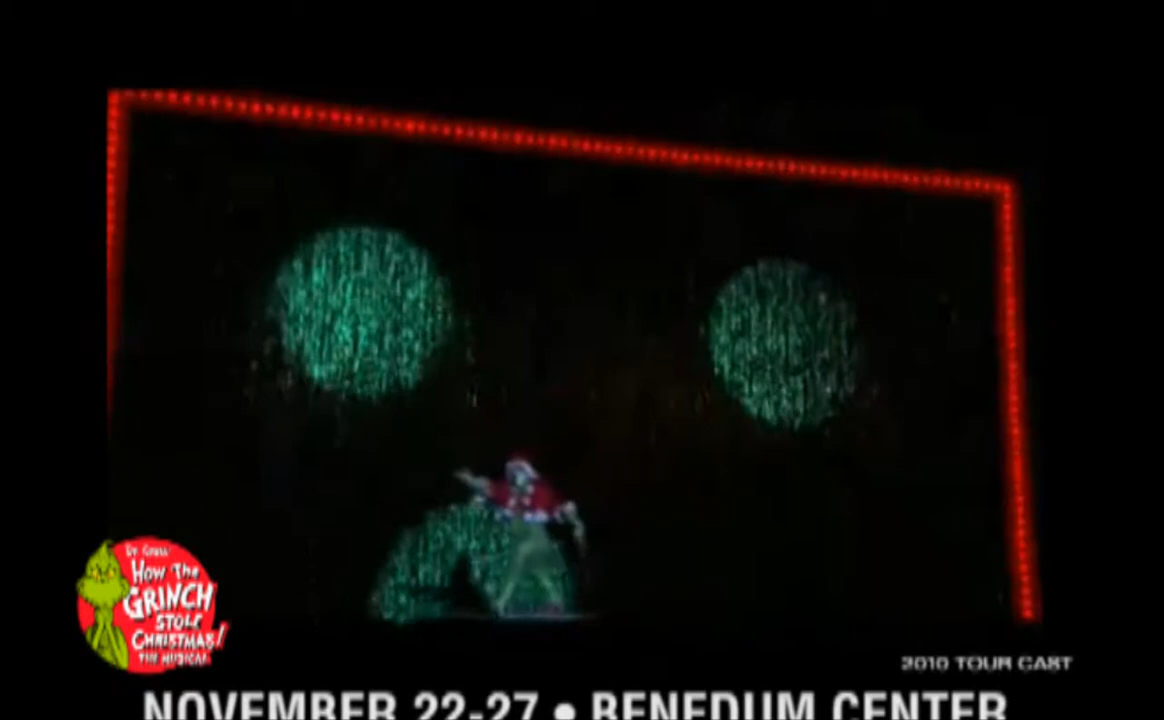 Dr. Seuss'
HOW THE
GRINCH
STOLE
CHRISTMAS!
THE MUSICAL
2010 TOUR CAST
NOVEMBER 22-27 • BENEDUM CENTER